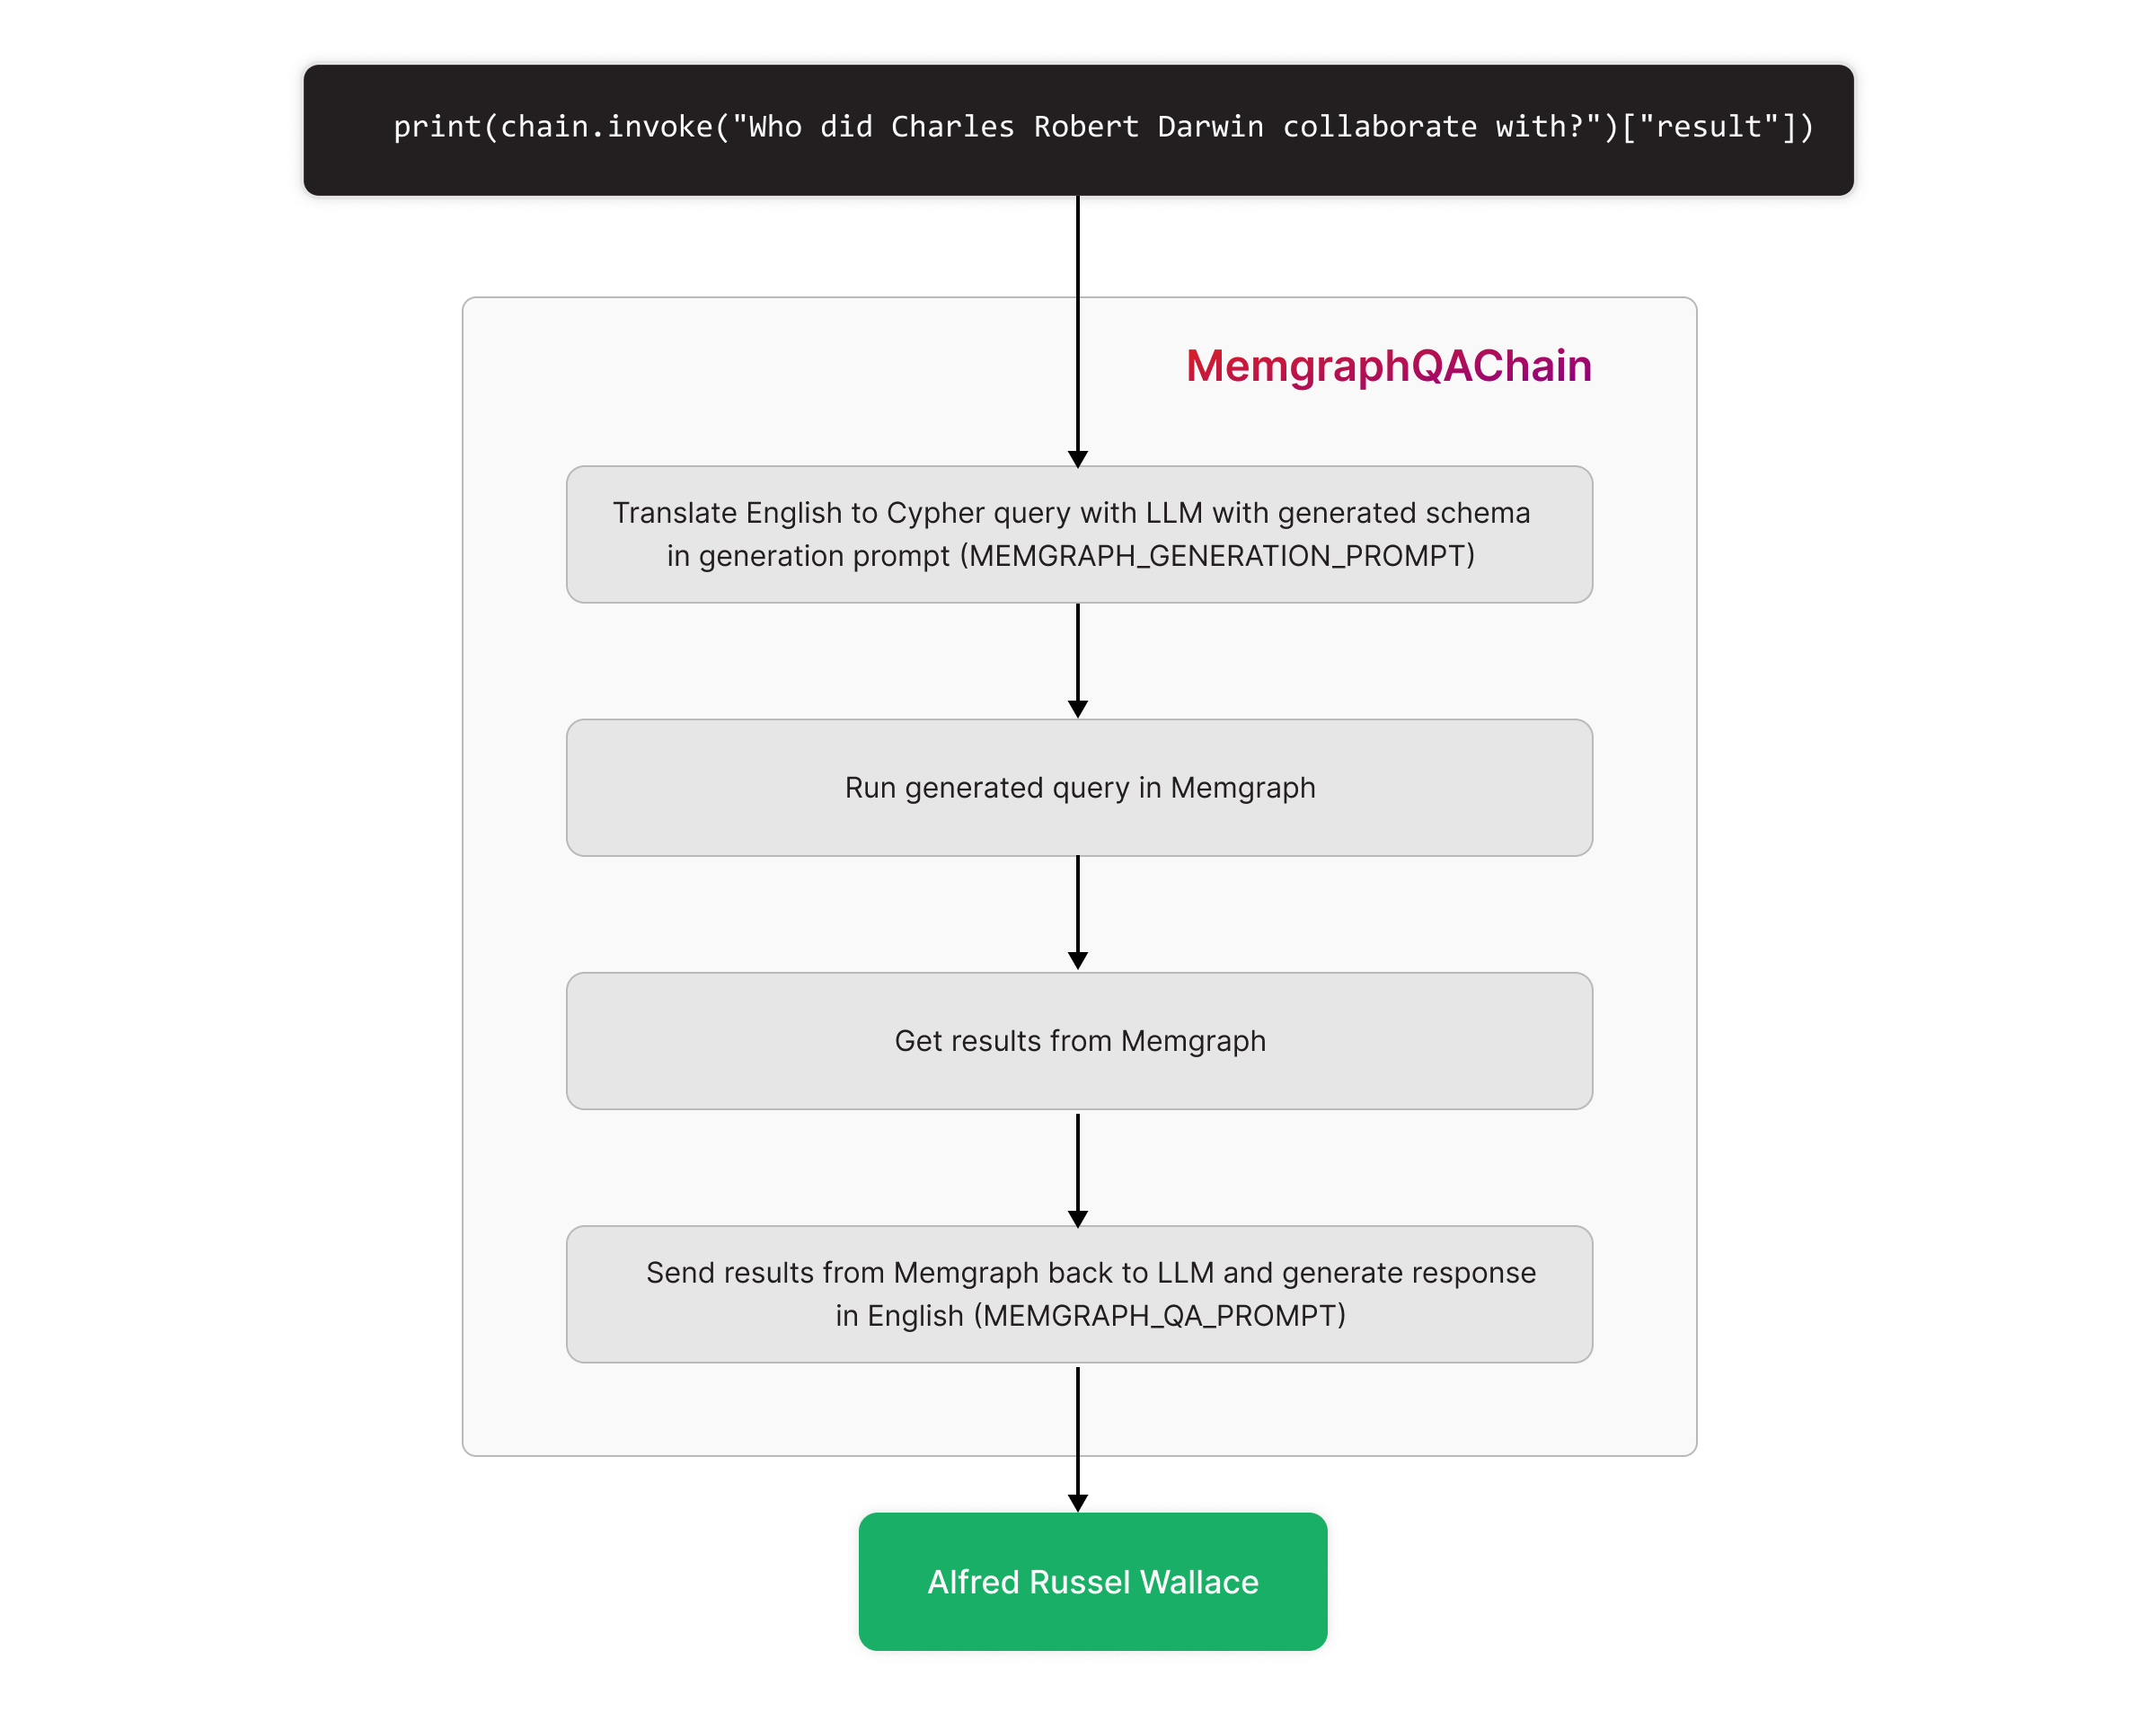 print(chain.invoke("Who did Charles Robert Darwin collaborate with?")["result"])
MemgraphQAChain
Translate English to Cypher query with LLM with generated schema
in generation prompt (MEMGRAPH_GENERATION_PROMPT)
Run generated query in Memgraph
Get results from Memgraph
Send results from Memgraph back to LLM and generate response
in English (MEMGRAPH_QA_PROMPT)
Alfred Russel Wallace